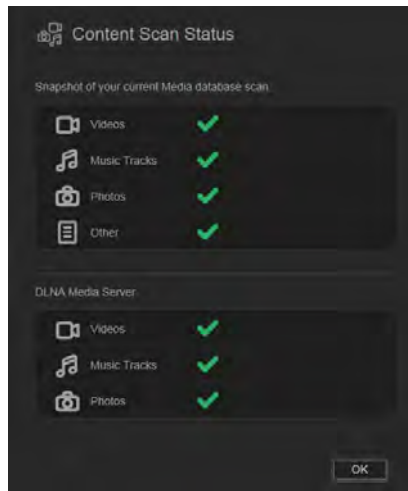 Content Scan Status
Snapshot of your current Media database scan:
Videos
Music Tracks
Photos
Other
DLNA Media Server
Videos
Music Tracks
Photos
OK